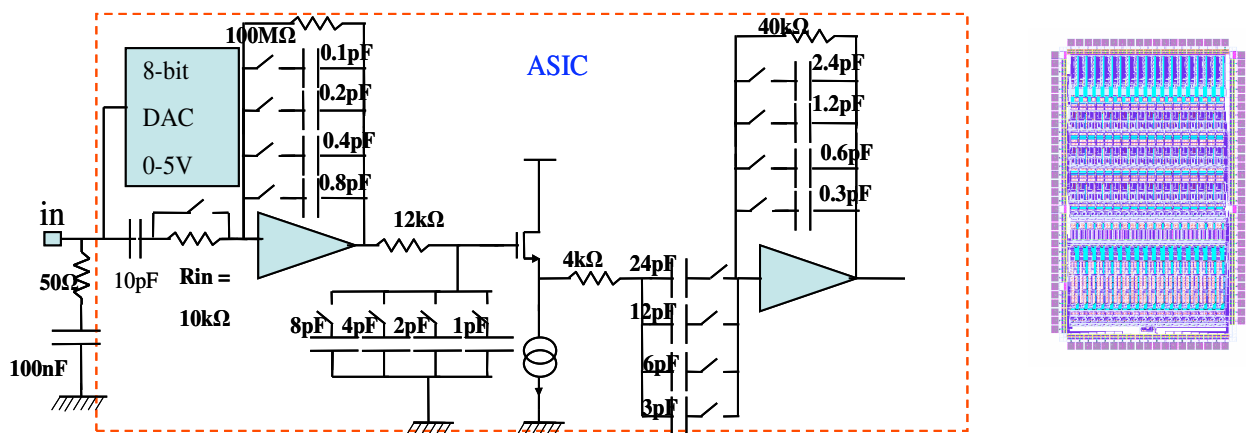 100MΩ
0.1pF
0.2pF
0.4pF
0.8pF
8-bit
DAC
0-5V
ASIC
in
50Ω
100nF
10pF
Rin =
10kΩ
12kΩ
8pF
4pF
2pF
1pF
4kΩ
24pF
12pF
6pF
3pF
40kΩ
2.4pF
1.2pF
0.6pF
0.3pF